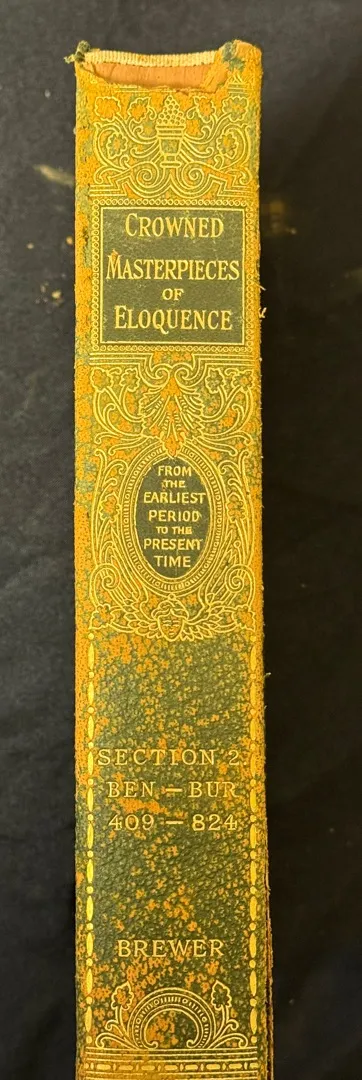 CROWNED
MASTERPIECES
OF
ELOQUENCE
FROM
THE
EARLIEST
PERIOD
TO THE
PRESENT
TIME
SECTION 2
BEN — BUR
409 — 824
BREWER